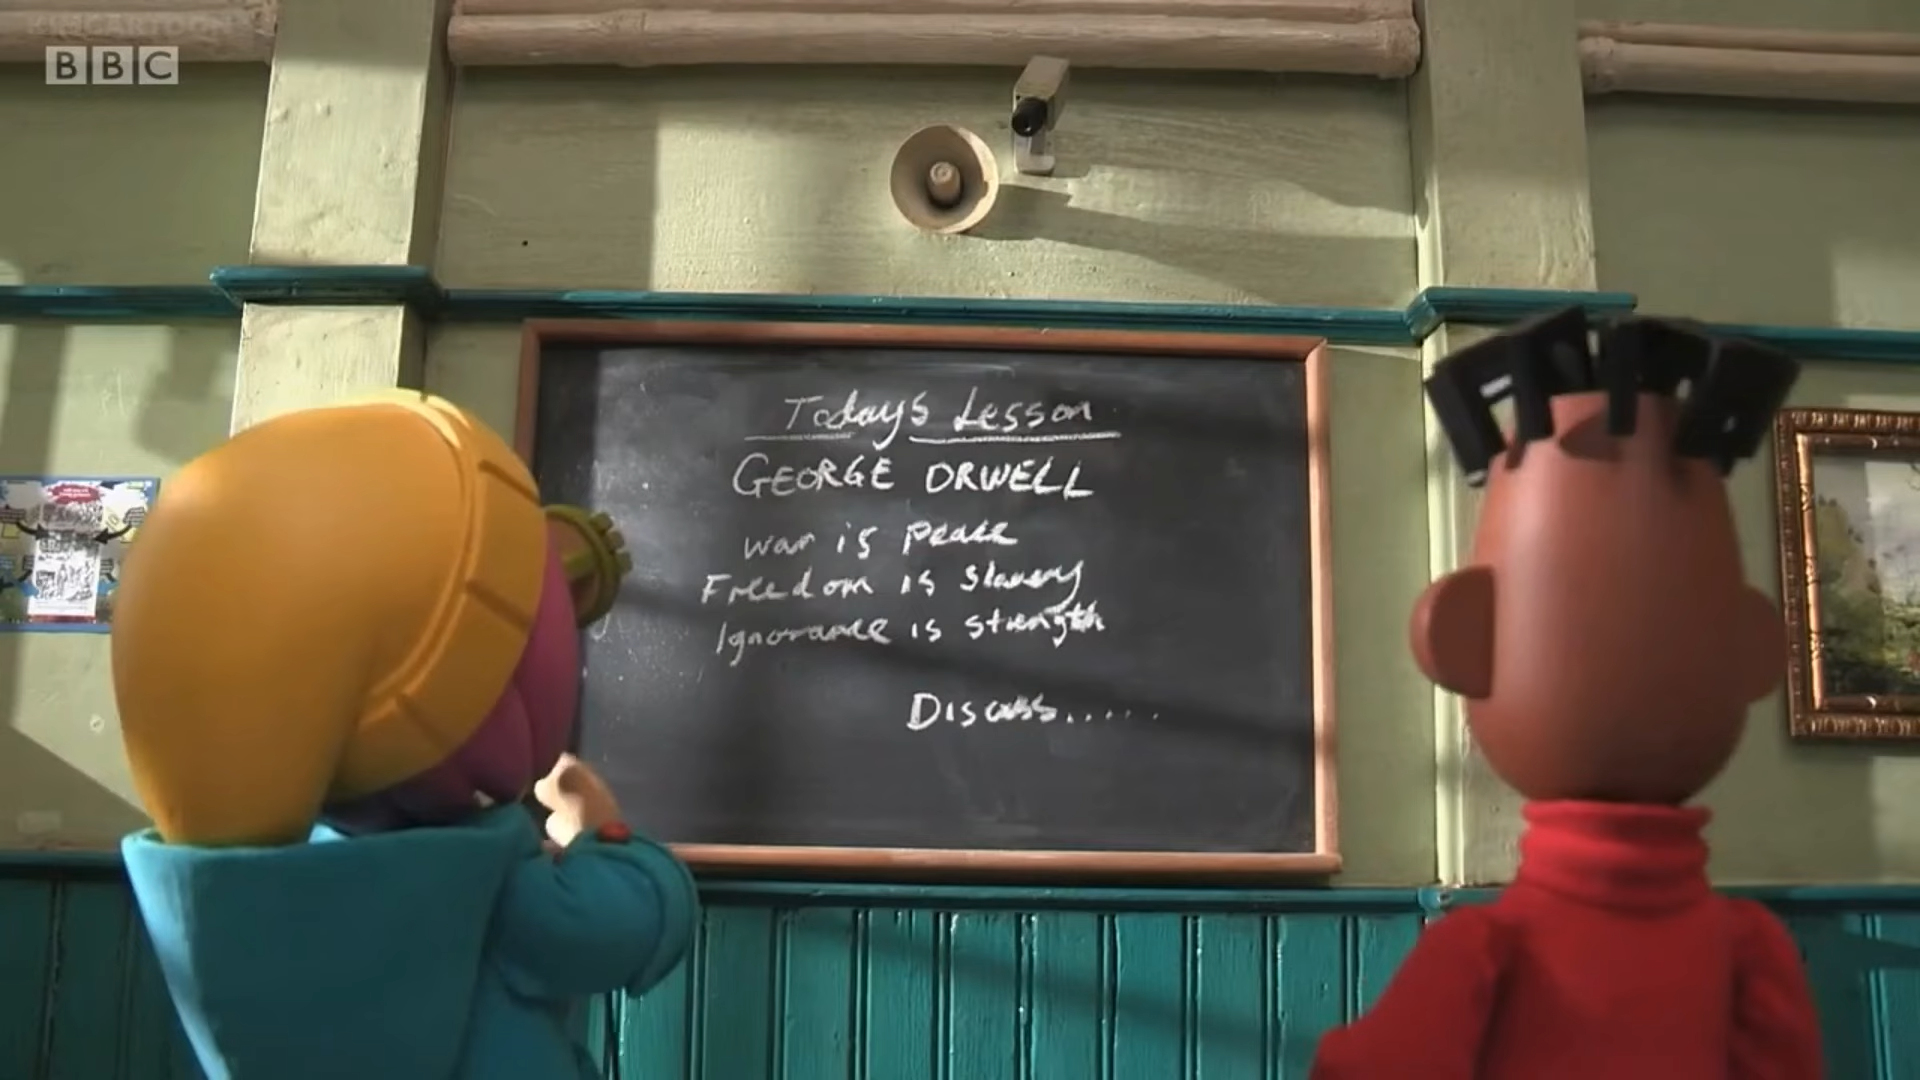 BBC
Todays Lesson
GEORGE ORWELL
war is peace
Freedom is slavery
Ignorance is strength
Discuss.....